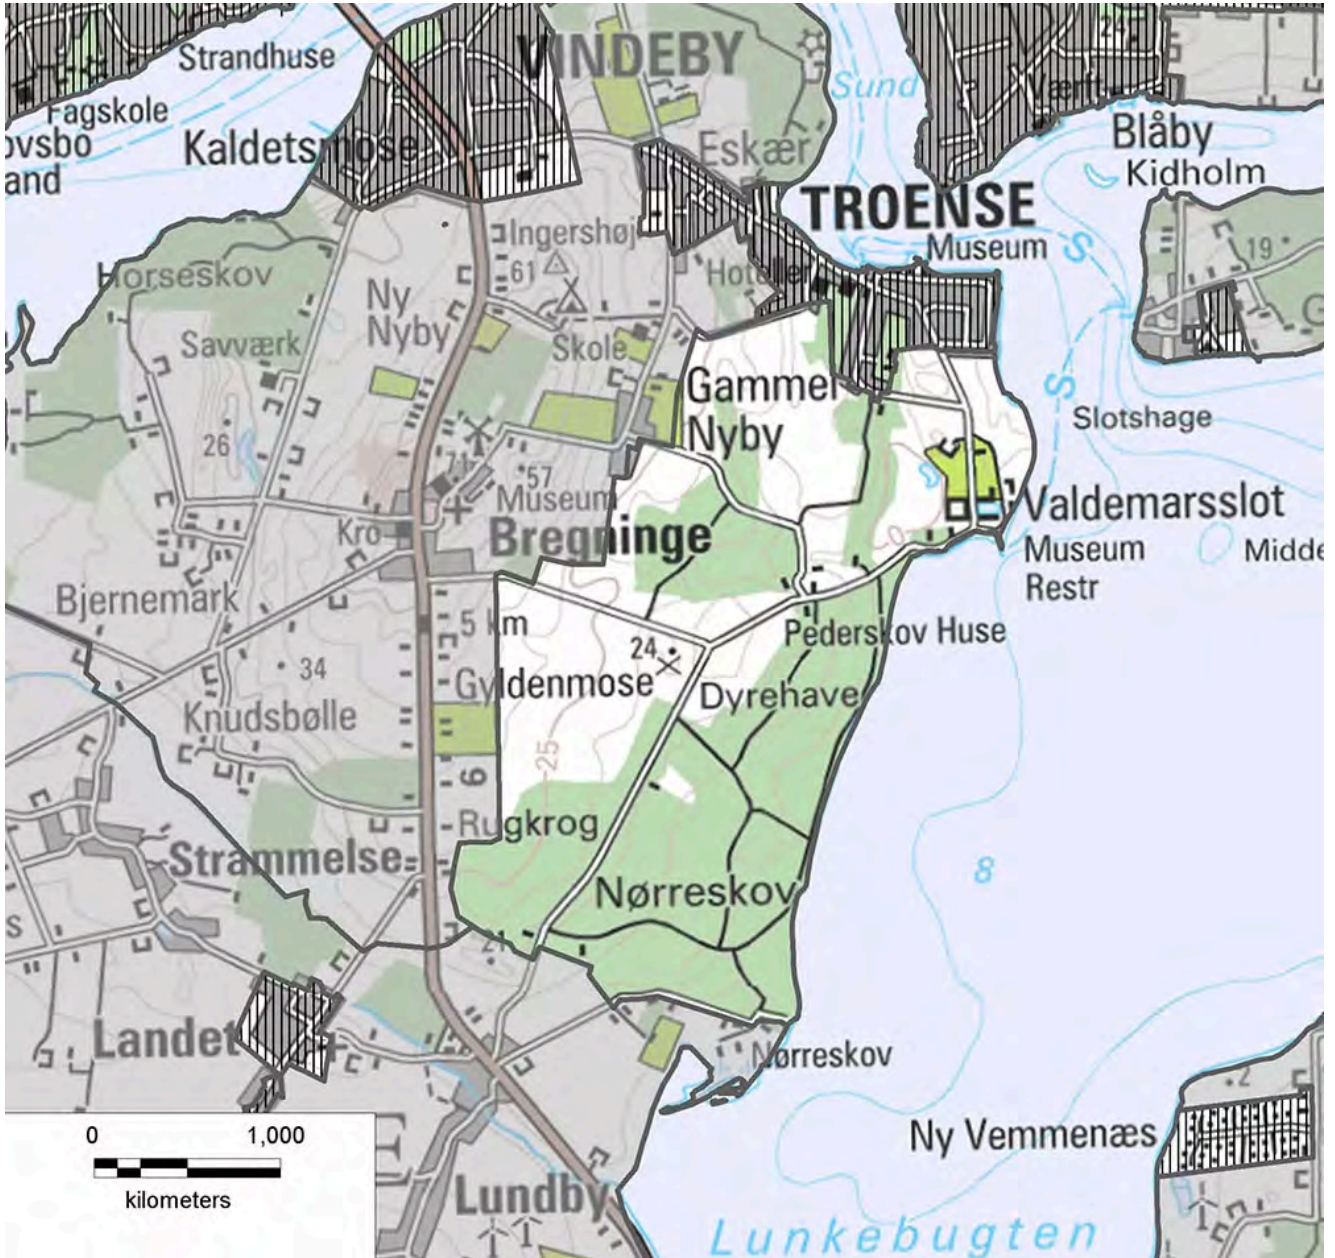 Strandhuse
VINDEBY
Sund
24
Værft
Fagskole
Kaldetsmose
Eskær
Blåby
Kidholm
ovsbo
and
TROENSE
Museum
S
19
Ingershøj
61
Horseskov
Hoteller
Ny
Nyby
G
Savværk
Skole
Gammel
Nyby
S
Slotshage
26
57
Museum
Valdemarsslot
Kro
Bregninge
Museum
Restr
Midde
Bjernemark
5 km
Pederskov Huse
24
34
Gyldenmose
Dyrehave
Knudsbølle
25
6
Rugkrog
Strammelse
8
Nørreskov
S
21
Landet
Nørreskov
2
0 1,000
kilometers
E
Ny Vemmenæs
Lundby
Lunkebugten